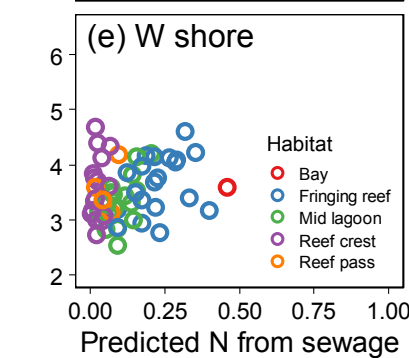 (e) W shore
6
5
4
3
2
Habitat
Bay
Fringing reef
Mid lagoon
Reef crest
Reef pass
0.00 0.25 0.50 0.75 1.00
Predicted N from sewage